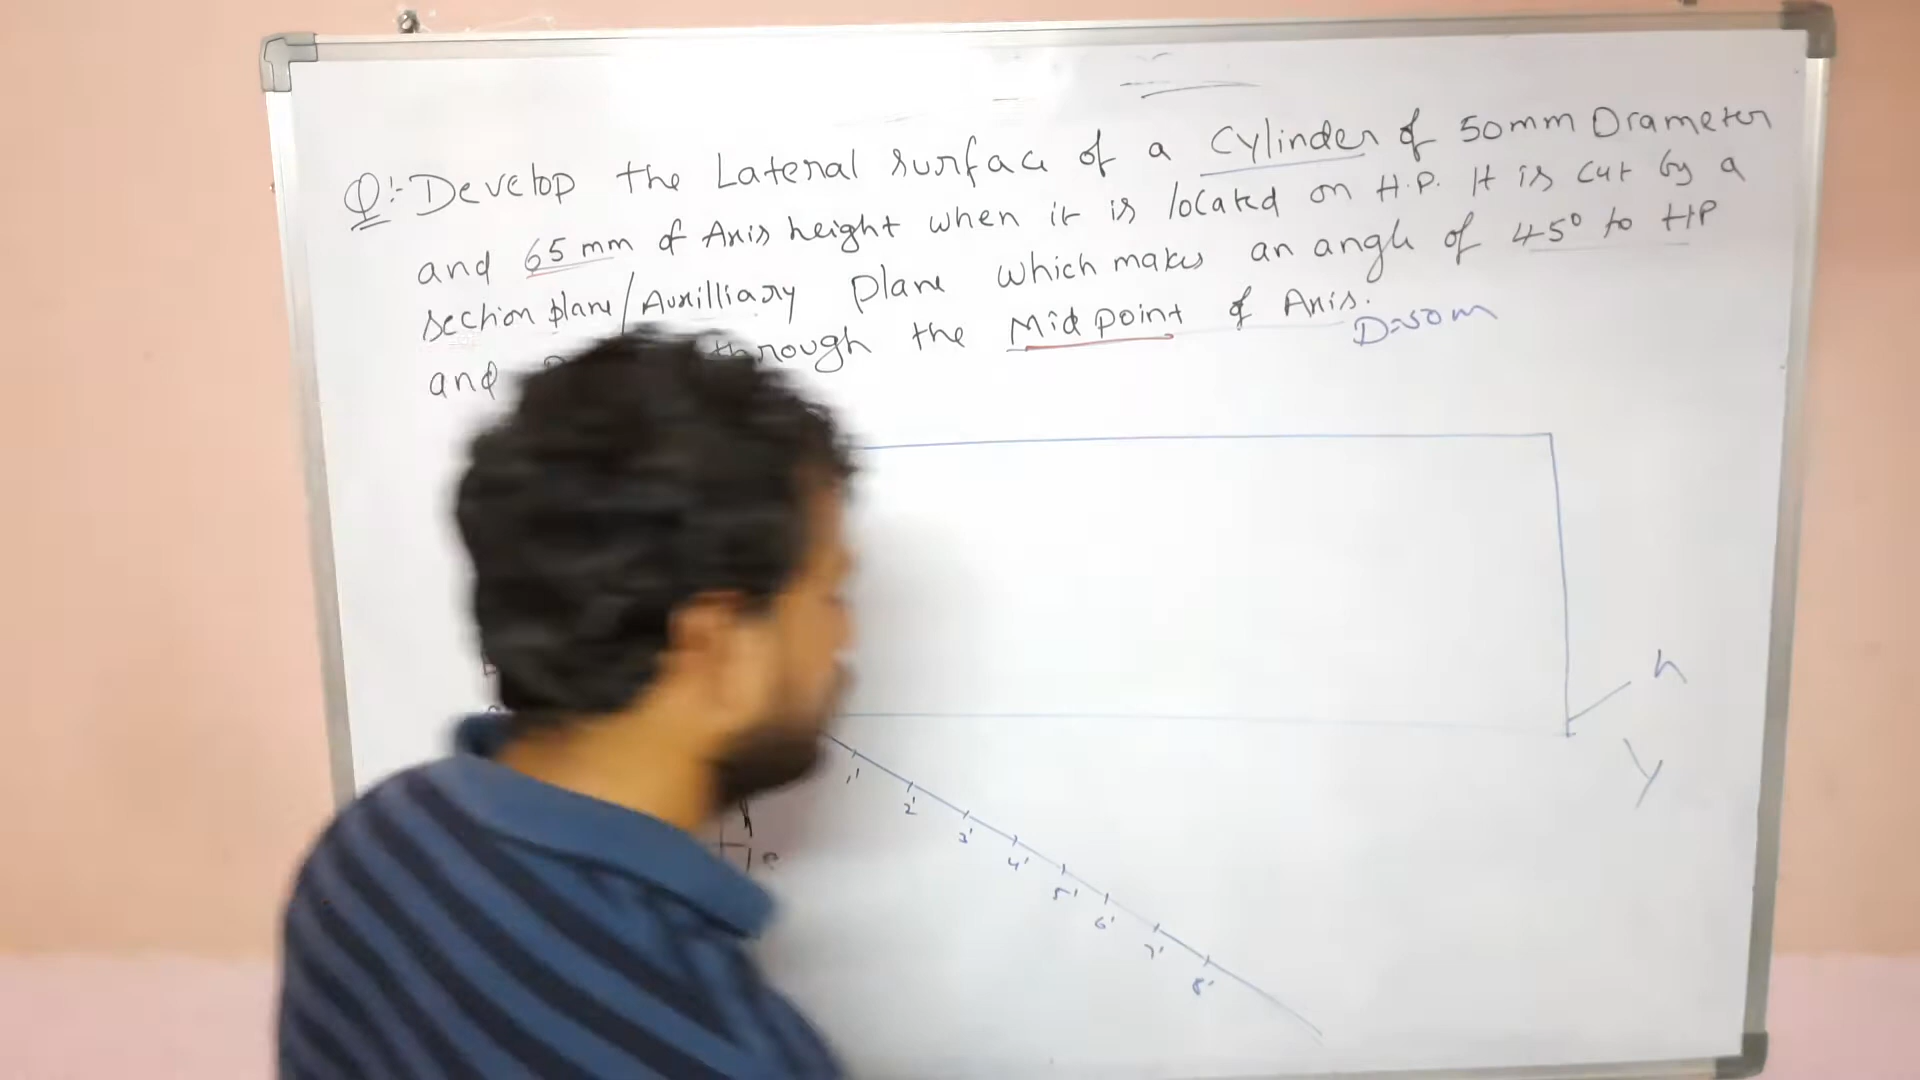 Q:- Develop the Lateral surface of a Cylinder of 50mm Diameter
and 65 mm of Axis height when it is located on H.P. It is cut by a
section plane/Auxilliary plane which makes an angle of 45° to HP
and through the Midpoint of Axis.
D=50m
h
y
1'
2'
3'
4'
5'
6'
7'
8'
e